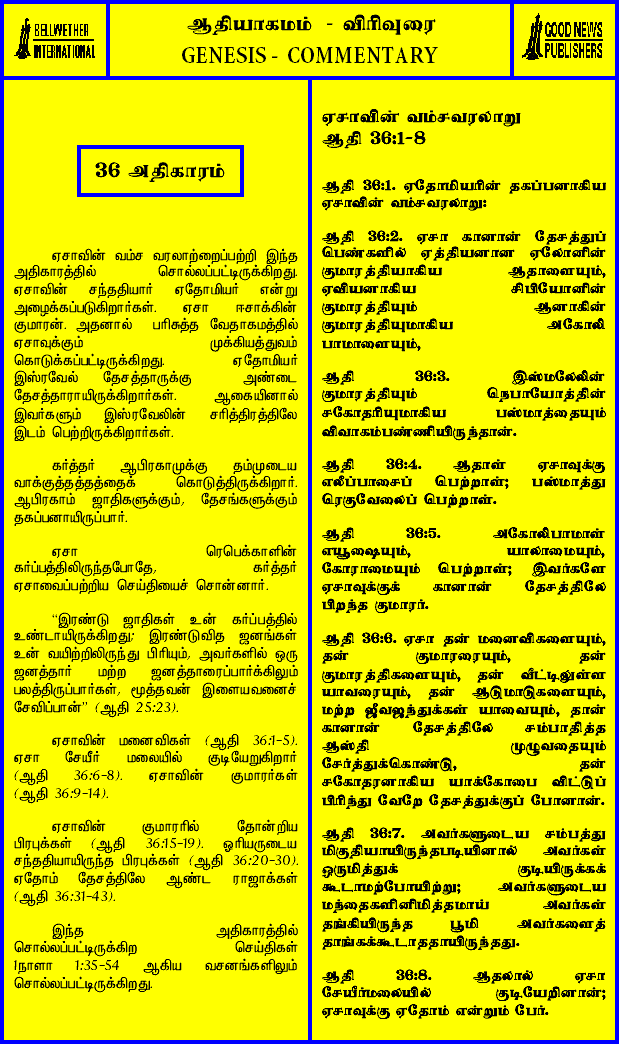 BELLWETHER
INTERNATIONAL
ஆதியாகமம் - விரிவுரை
GENESIS - COMMENTARY
GOOD NEWS
PUBLISHERS
36 அதிகாரம்
ஏசாவின் வம்ச வரலாற்றைப்பற்றி இந்த
அதிகாரத்தில் சொல்லப்பட்டிருக்கிறது.
ஏசாவின் சந்ததியார் ஏதோமியர் என்று
அழைக்கப்படுகிறார்கள். ஏசா ஈசாக்கின்
குமாரன். அதனால் பரிசுத்த வேதாகமத்தில்
ஏசாவுக்கும் முக்கியத்துவம்
கொடுக்கப்பட்டிருக்கிறது. ஏதோமியர்
இஸ்ரவேல் தேசத்தாருக்கு அண்டை
தேசத்தாராயிருக்கிறார்கள். ஆகையினால்
இவர்களும் இஸ்ரவேலின் சரித்திரத்திலே
இடம் பெற்றிருக்கிறார்கள்.
கர்த்தர் ஆபிரகாமுக்கு தம்முடைய
வாக்குத்தத்தத்தைக் கொடுத்திருக்கிறார்.
ஆபிரகாம் ஜாதிகளுக்கும், தேசங்களுக்கும்
தகப்பனாயிருப்பார்.
ஏசா ரெபெக்காளின்
கர்ப்பத்திலிருந்தபோதே, கர்த்தர்
ஏசாவைப்பற்றிய செய்தியைச் சொன்னார்.
“இரண்டு ஜாதிகள் உன் கர்ப்பத்தில்
உண்டாயிருக்கிறது; இரண்டுவித ஜனங்கள்
உன் வயிற்றிலிருந்து பிரியும், அவர்களில் ஒரு
ஜனத்தார் மற்ற ஜனத்தாரைப்பார்க்கிலும்
பலத்திருப்பார்கள், மூத்தவன் இளையவனைச்
சேவிப்பான்” (ஆதி 25:23).
ஏசாவின் மனைவிகள் (ஆதி 36:1-5).
ஏசா சேயீர் மலையில் குடியேறுகிறார்
(ஆதி 36:6-8). ஏசாவின் குமாரர்கள்
(ஆதி 36:9-14).
ஏசாவின் குமாரரில் தோன்றிய
பிரபுக்கள் (ஆதி 36:15-19). ஓரியருடைய
சந்ததியாயிருந்த பிரபுக்கள் (ஆதி 36:20-30).
ஏதோம் தேசத்திலே ஆண்ட ராஜாக்கள்
(ஆதி 36:31-43).
இந்த அதிகாரத்தில்
சொல்லப்பட்டிருக்கிற செய்திகள்
1நாளா 1:35-54 ஆகிய வசனங்களிலும்
சொல்லப்பட்டிருக்கிறது.
ஏசாவின் வம்சவரலாறு
ஆதி 36:1-8
ஆதி 36:1. ஏதோமியரின் தகப்பனாகிய
ஏசாவின் வம்சவரலாறு:
ஆதி 36:2. ஏசா கானான் தேசத்துப்
பெண்களில் ஏத்தியனான ஏலோனின்
குமாரத்தியாகிய ஆதாளையும்,
ஏவியனாகிய சிபியோனின்
குமாரத்தியும் ஆனாகின்
குமாரத்தியுமாகிய அகோலி
பாமாளையும்,
ஆதி 36:3. இஸ்மவேலின்
குமாரத்தியும் நெபாயோத்தின்
சகோதரியுமாகிய பஸ்மாத்தையும்
விவாகம்பண்ணியிருந்தான்.
ஆதி 36:4. ஆதாள் ஏசாவுக்கு
எலீப்பாசைப் பெற்றாள்; பஸ்மாத்து
ரெகுவேலைப் பெற்றாள்.
ஆதி 36:5. அகோலிபாமாள்
எயூஷையும், யாலாமையும்,
கோராமையும் பெற்றாள்; இவர்களே
ஏசாவுக்குக் கானான் தேசத்திலே
பிறந்த குமாரர்.
ஆதி 36:6. ஏசா தன் மனைவிகளையும்,
தன் குமாரரையும், தன்
குமாரத்திகளையும், தன் வீட்டிலுள்ள
யாவரையும், தன் ஆடுமாடுகளையும்,
மற்ற ஜீவஜந்துக்கள் யாவையும், தான்
கானான் தேசத்திலே சம்பாதித்த
ஆஸ்தி முழுவதையும்
சேர்த்துக்கொண்டு, தன்
சகோதரனாகிய யாக்கோபை விட்டுப்
பிரிந்து வேறே தேசத்துக்குப் போனான்.
ஆதி 36:7. அவர்களுடைய சம்பத்து
மிகுதியாயிருந்தபடியினால் அவர்கள்
ஒருமித்துக் குடியிருக்கக்
கூடாமற்போயிற்று; அவர்களுடைய
மந்தைகளினிமித்தமாய் அவர்கள்
தங்கியிருந்த பூமி அவர்களைத்
தாங்கக்கூடாததாயிருந்தது.
ஆதி 36:8. ஆதலால் ஏசா
சேயீர்மலையில் குடியேறினான்;
ஏசாவுக்கு ஏதோம் என்றும் பேர்.